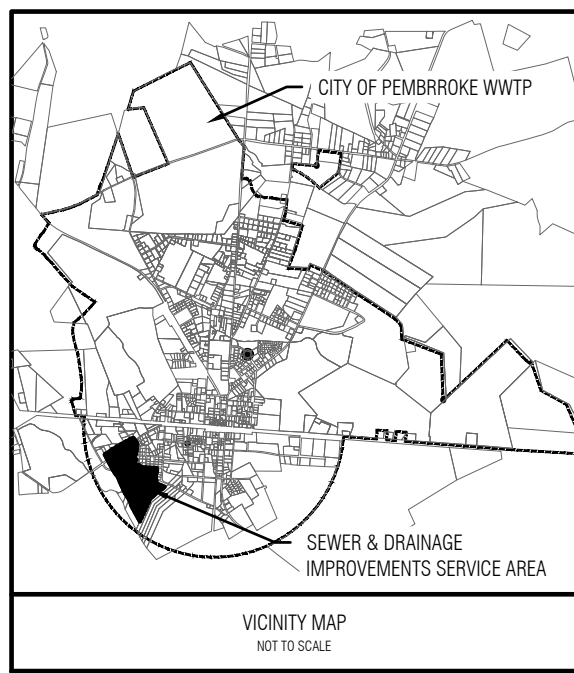 CITY OF PEMBRROKE WWTP
SEWER & DRAINAGE
IMPROVEMENTS SERVICE AREA
VICINITY MAP
NOT TO SCALE